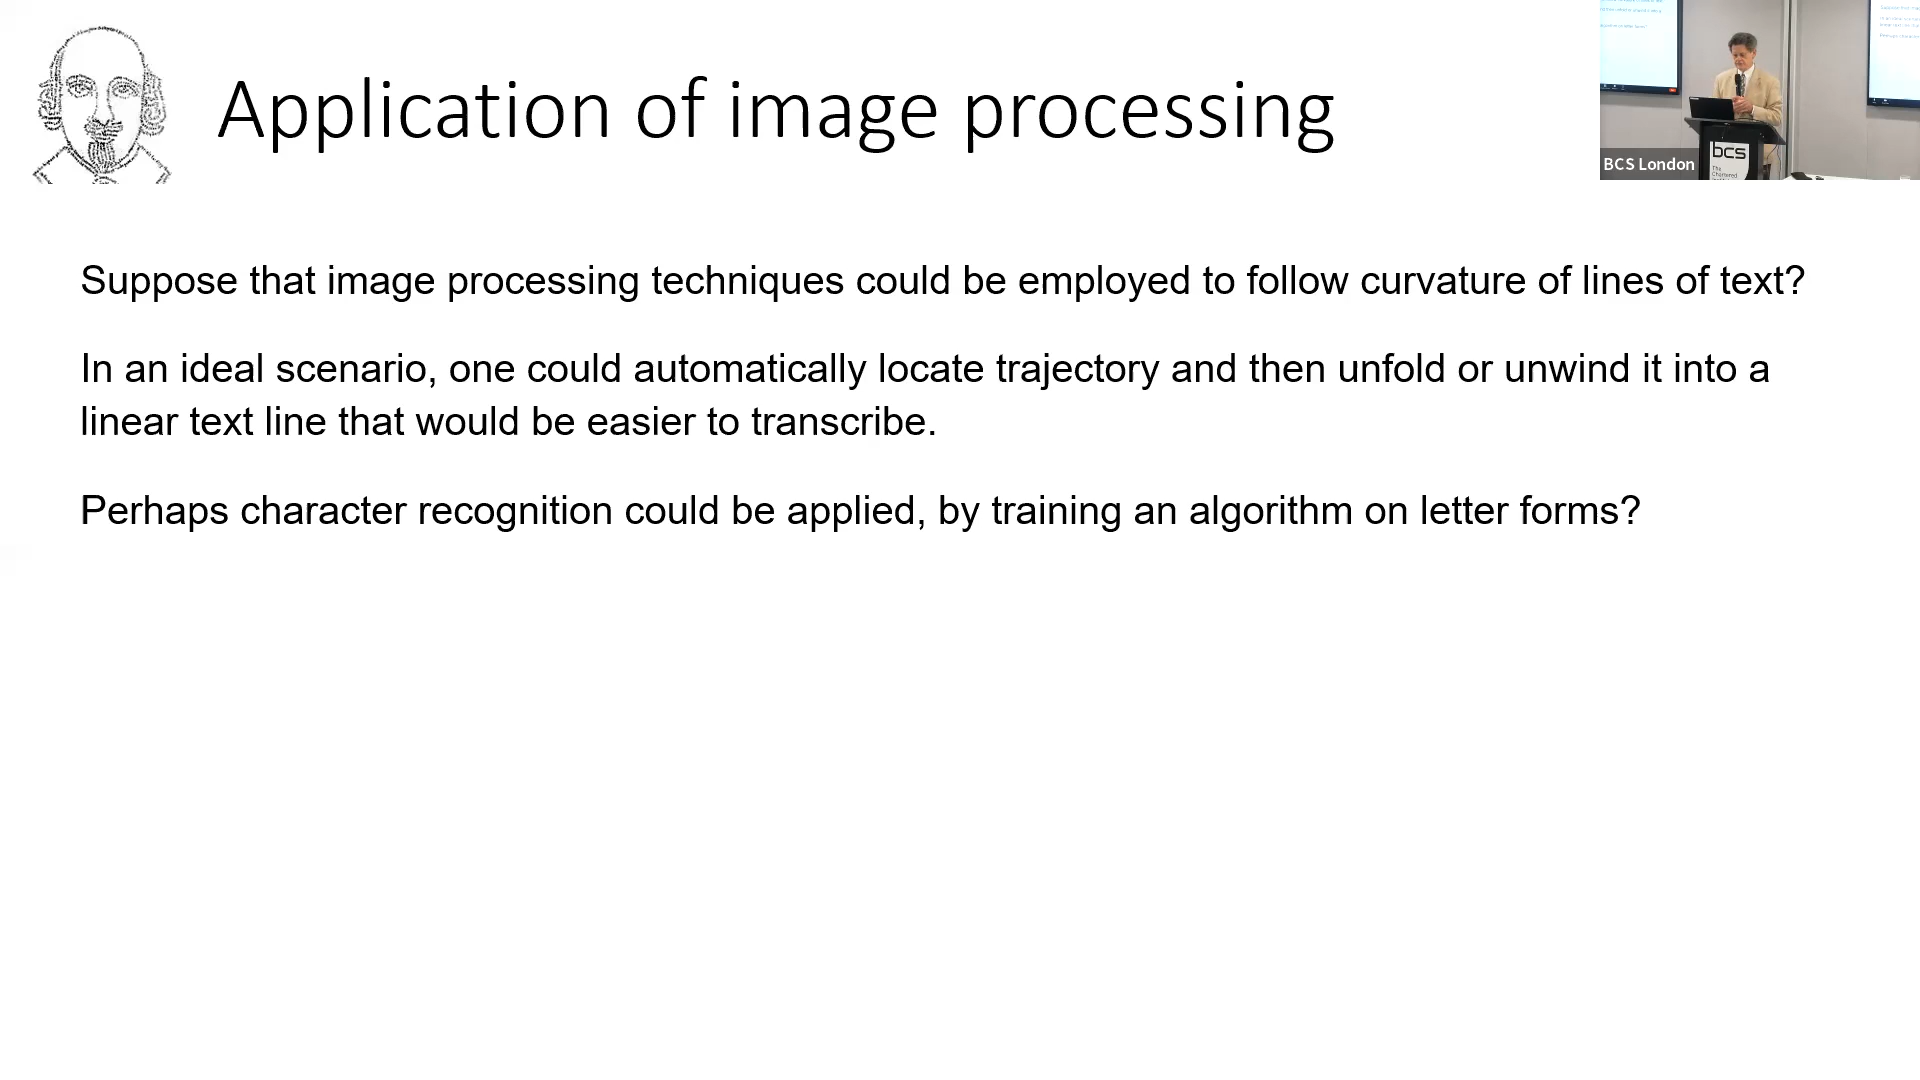 Application of image processing
BCS London
bcs
The
Chartered
Suppose that image processing techniques could be employed to follow curvature of lines of text?
In an ideal scenario, one could automatically locate trajectory and then unfold or unwind it into a
linear text line that would be easier to transcribe.
Perhaps character recognition could be applied, by training an algorithm on letter forms?